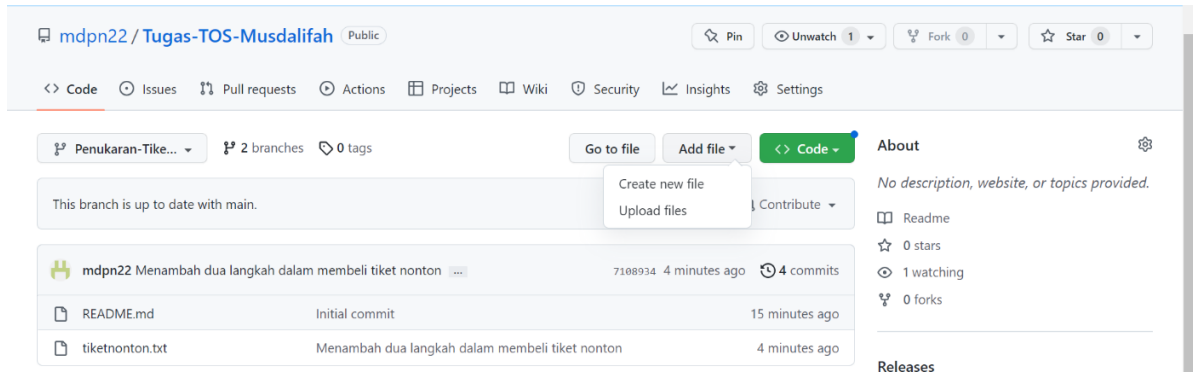 mdpn22 / Tugas-TOS-Musdalifah Public Pin Unwatch 1 Fork 0 Star 0
Code Issues Pull requests Actions Projects Wiki Security Insights Settings
Penukaran-Tike... 2 branches 0 tags Go to file Add file Code
Create new file
Upload files
This branch is up to date with main. Contribute
mdpn22 Menambah dua langkah dalam membeli tiket nonton ... 7108934 4 minutes ago 4 commits
README.md Initial commit 15 minutes ago
tiketnonton.txt Menambah dua langkah dalam membeli tiket nonton 4 minutes ago
About
No description, website, or topics provided.
Readme
0 stars
1 watching
0 forks
Releases